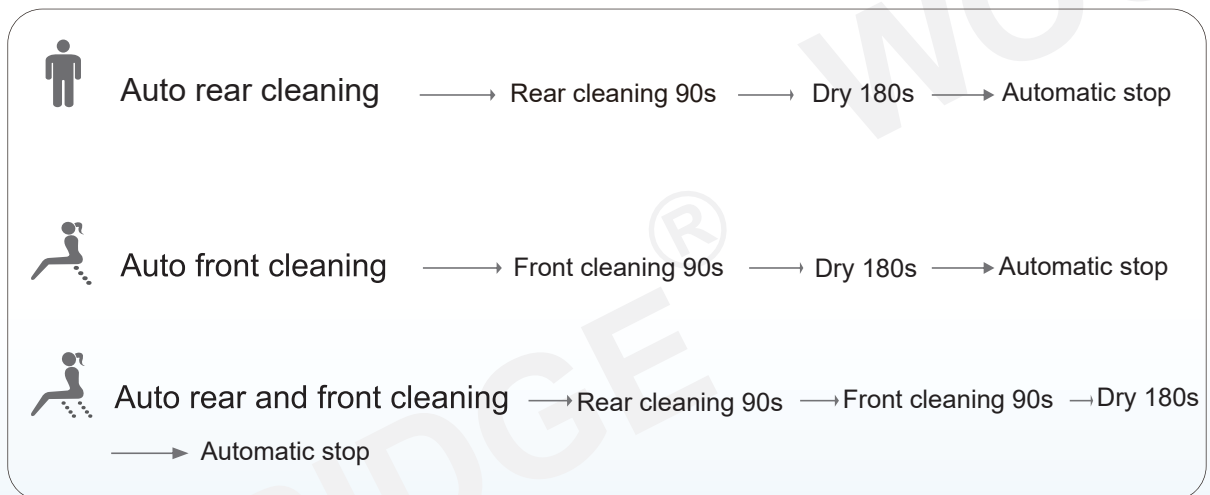 Auto rear cleaning → Rear cleaning 90s → Dry 180s → Automatic stop
Auto front cleaning → Front cleaning 90s → Dry 180s → Automatic stop
Auto rear and front cleaning → Rear cleaning 90s → Front cleaning 90s → Dry 180s
→ Automatic stop